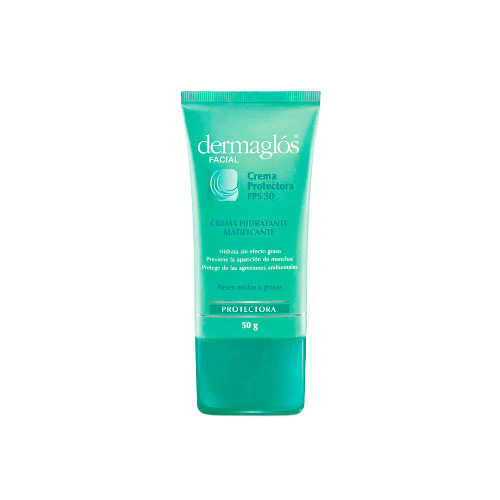 dermaglós®
FACIAL
Crema
Protectora
FPS 30
CREMA HIDRATANTE
MATIFICANTE
Hidrata sin efecto graso
Previene la aparición de manchas
Protege de las agresiones ambientales
Pieles mixtas a grasas
PROTECTORA
50 g